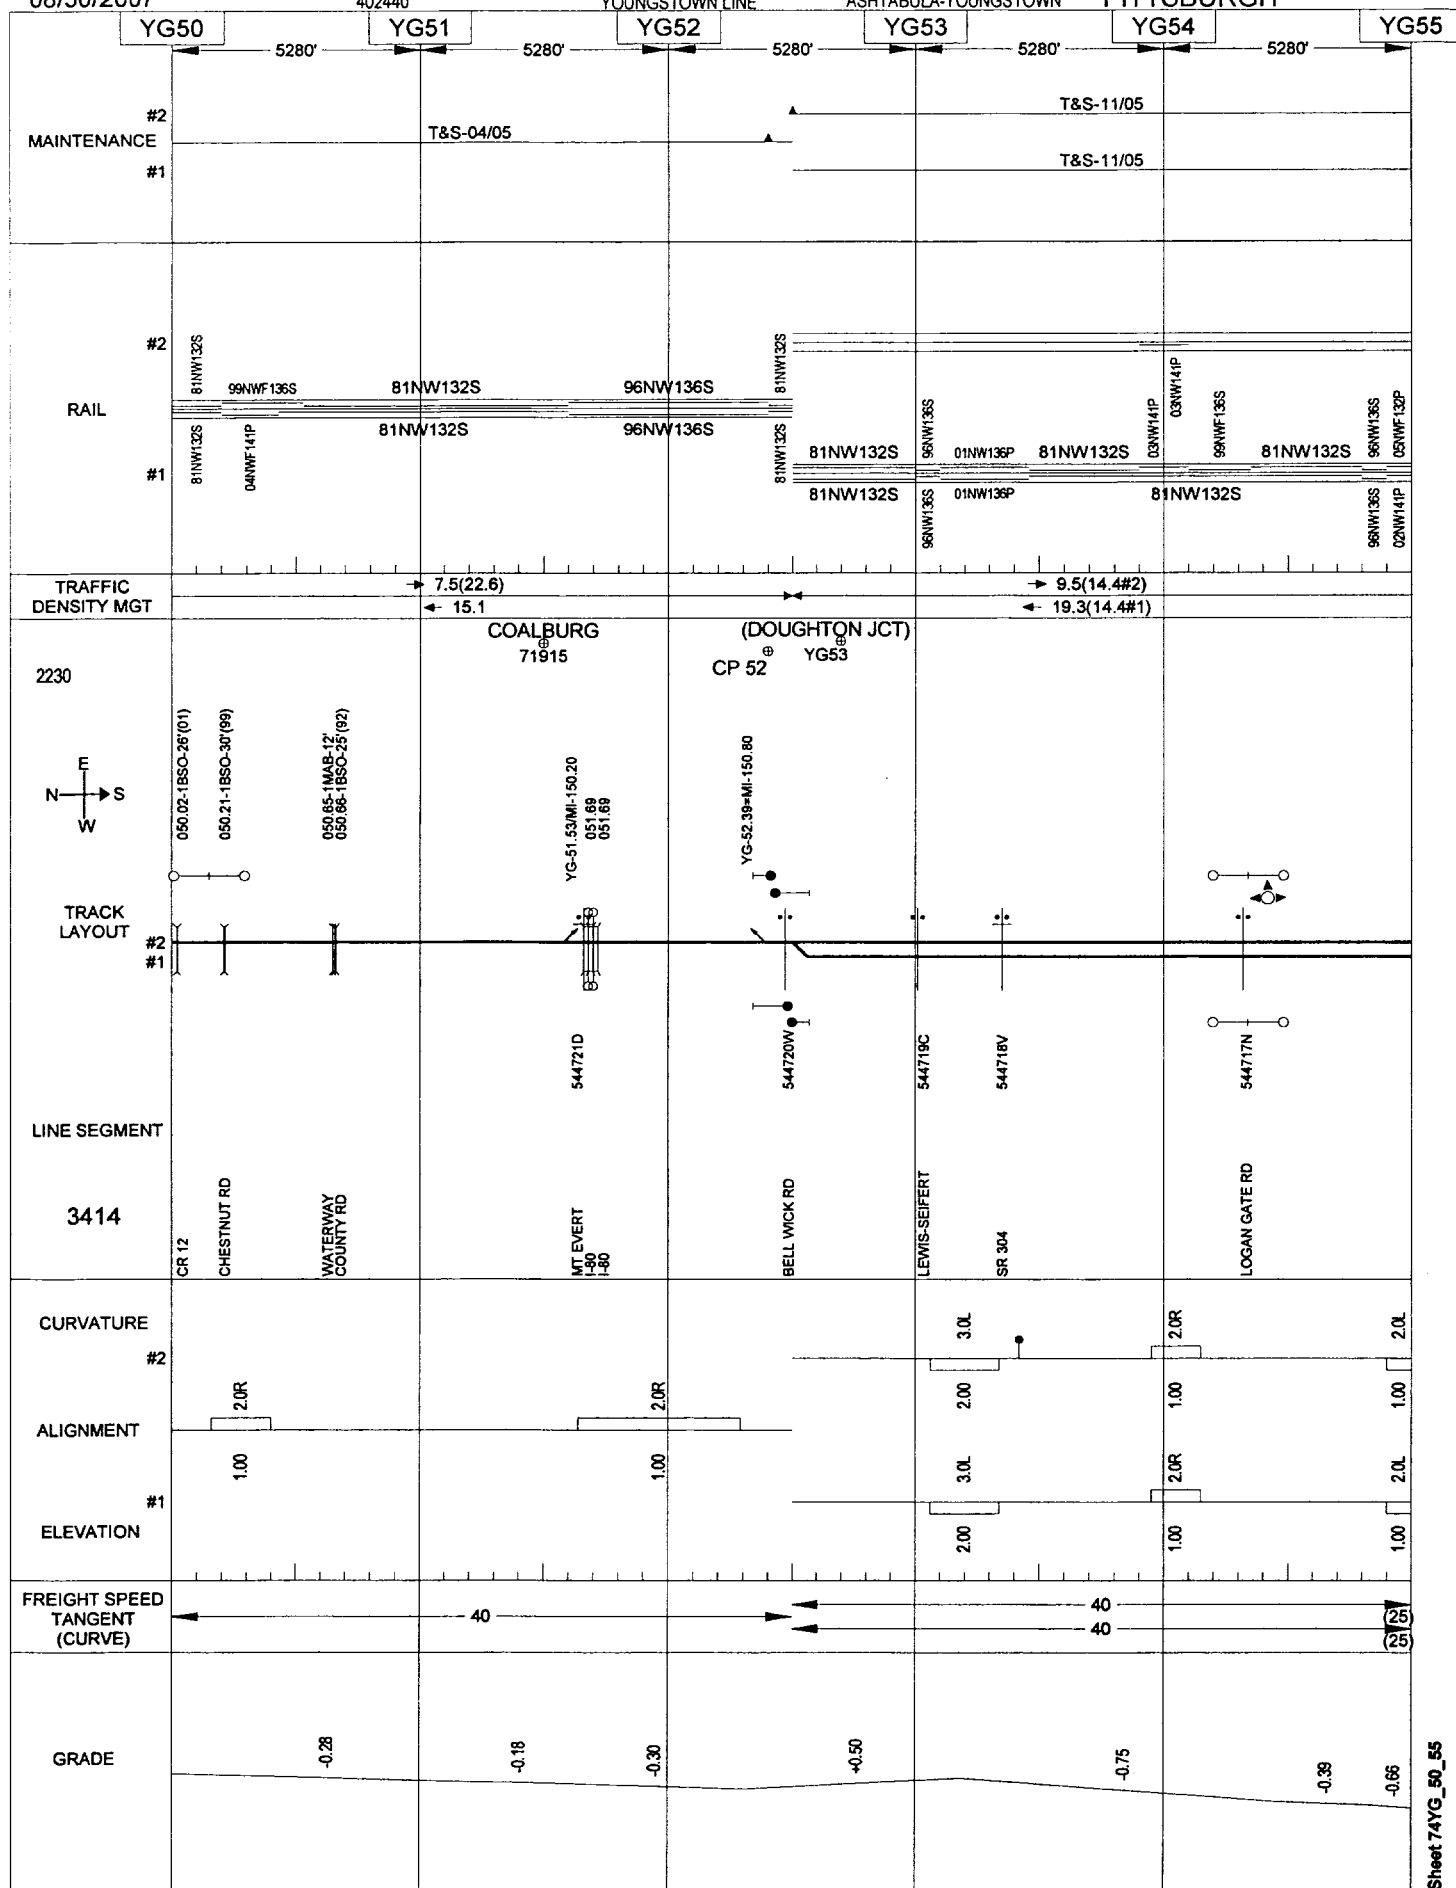 08/30/2007 402440 YOUNGSTOWN LINE ASHTABULA-YOUNGSTOWN
YG50 YG51 YG52 YG53 YG54 YG55
5280' 5280' 5280' 5280' 5280'
#2 T&S-11/05
MAINTENANCE T&S-04/05
#1 T&S-11/05
#2 81NW132S 81NW132S
99NWF136S 81NW132S 96NW136S
03NW141P
RAIL
81NW132S 96NW136S
81NW132S 04NWF141P 81NW132S
#1
81NW132S 96NW136S 01NW136P 81NW132S 03NW141P 99NWF136S 81NW132S 96NW136S 05NWF132P
81NW132S 96NW136S 01NW136P 81NW132S 96NW136S 02NW141P
TRAFFIC
DENSITY MGT
7.5(22.6) 9.5(14.4#2)
15.1 19.3(14.4#1)
COALBURG (DOUGHTON JCT)
71915 CP 52 YG53
2230
050.02-1BSO-26'(01)
050.21-1BSO-30'(99)
050.65-1MAB-12'
050.66-1BSO-25'(92)
YG-51.53/MI-150.20
051.69
051.69
YG-52.39=MI-150.80
E
N S
W
TRACK
LAYOUT
#2
#1
544721D 544720W 544719C 544718V 544717N
LINE SEGMENT
3414
CR 12
CHESTNUT RD
WATERWAY
COUNTY RD
MT EVERT
I-80
I-80
BELL WICK RD
LEWIS-SEIFERT
SR 304
LOGAN GATE RD
CURVATURE
#2
3.0L 2.0R 2.0L
2.00 1.00 1.00
ALIGNMENT
2.0R 2.0R
1.00 1.00
#1
3.0L 2.0R 2.0L
2.00 1.00 1.00
ELEVATION
FREIGHT SPEED
TANGENT
(CURVE)
40 40 (25)
40 (25)
GRADE
-0.28 -0.18 -0.30 +0.50 -0.75 -0.39 -0.66
Sheet 74YG_50_55